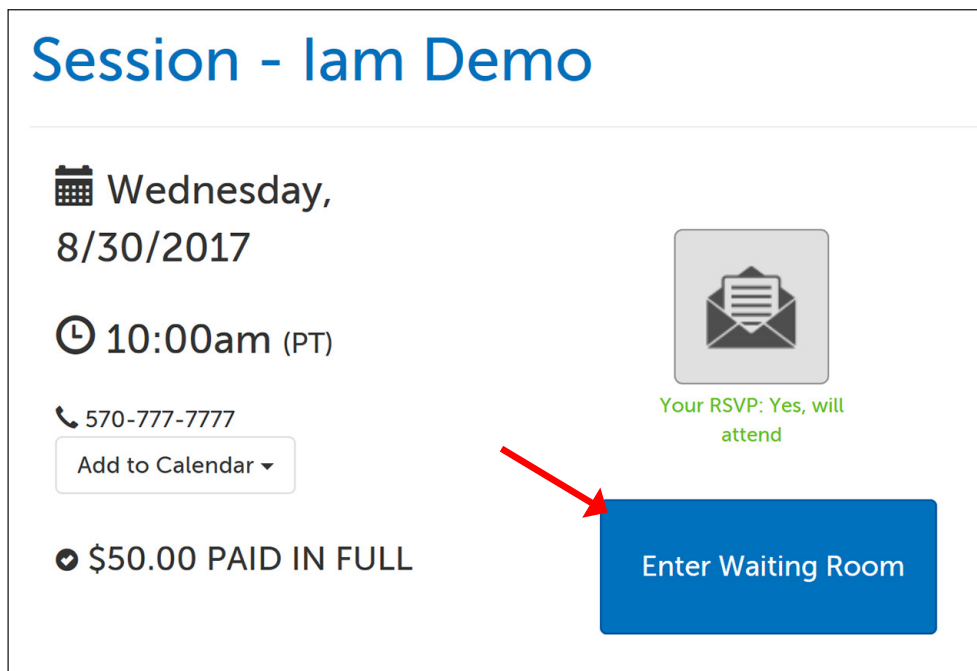 Session - Iam Demo
Wednesday,
8/30/2017
10:00am (PT)
570-777-7777
Add to Calendar
$50.00 PAID IN FULL
Your RSVP: Yes, will
attend
Enter Waiting Room